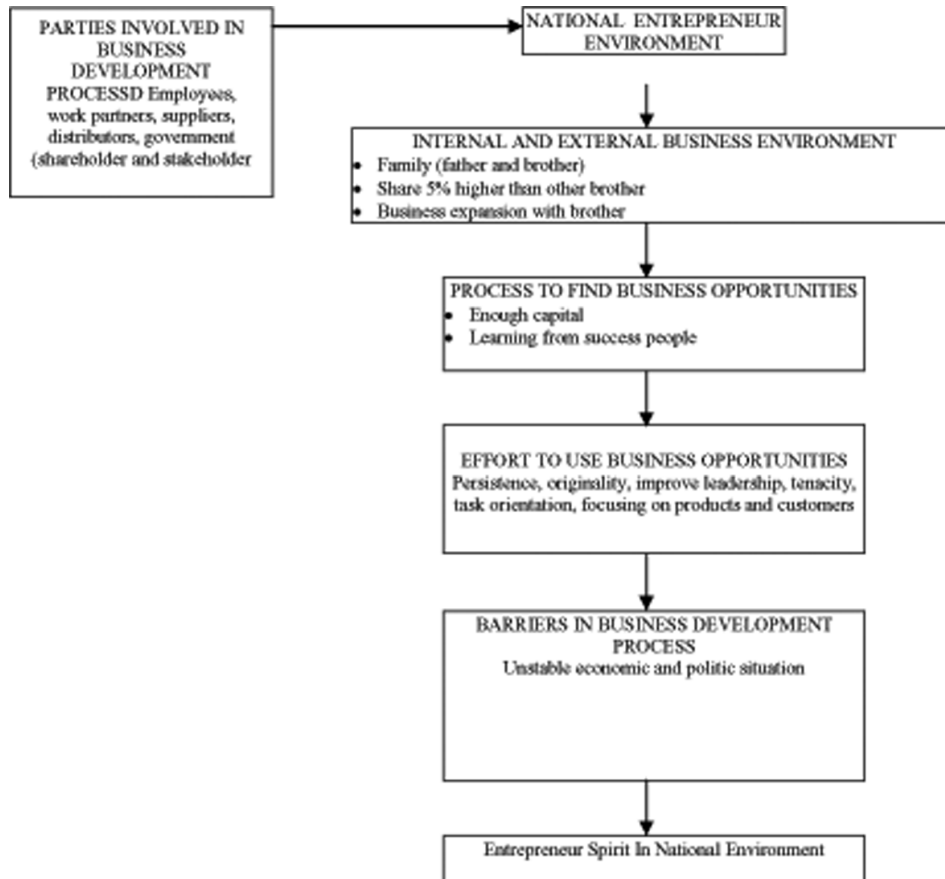 PARTIES INVOLVED IN
BUSINESS
DEVELOPMENT
PROCESSD Employees,
work partners, suppliers,
distributors, government
(shareholder and stakeholder
NATIONAL ENTREPRENEUR
ENVIRONMENT
INTERNAL AND EXTERNAL BUSINESS ENVIRONMENT
• Family (father and brother)
• Share 5% higher than other brother
• Business expansion with brother
PROCESS TO FIND BUSINESS OPPORTUNITIES
• Enough capital
• Learning from success people
EFFORT TO USE BUSINESS OPPORTUNITIES
Persistence, originality, improve leadership, tenacity,
task orientation, focusing on products and customers
BARRIERS IN BUSINESS DEVELOPMENT
PROCESS
Unstable economic and politic situation
Entrepreneur Spirit In National Environment